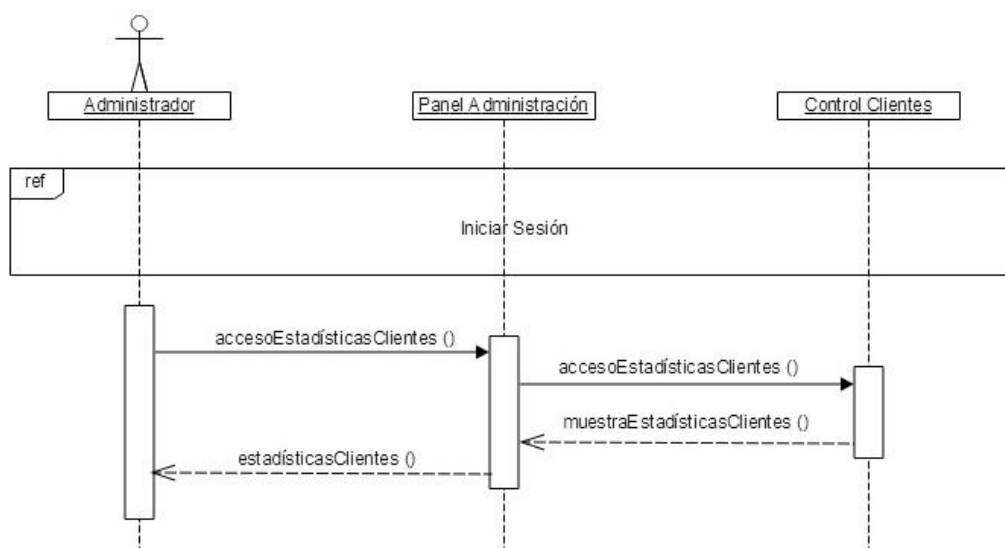 Administrador
Panel Administración
Control Clientes
ref
Iniciar Sesión
accesoEstadísticasClientes ()
accesoEstadísticasClientes ()
muestraEstadísticasClientes ()
estadísticasClientes ()